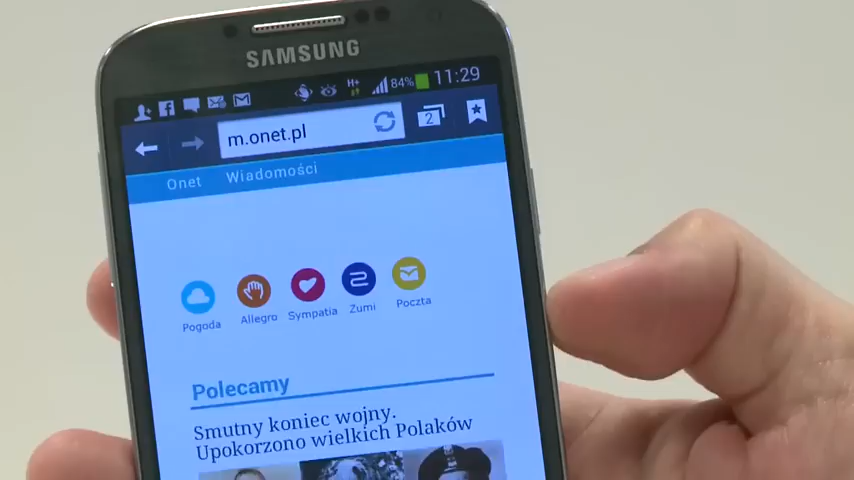 SAMSUNG
H+ 84% 11:29
m.onet.pl
2
Onet Wiadomości
Pogoda Allegro Sympatia Zumi Poczta
Polecamy
Smutny koniec wojny.
Upokorzono wielkich Polaków